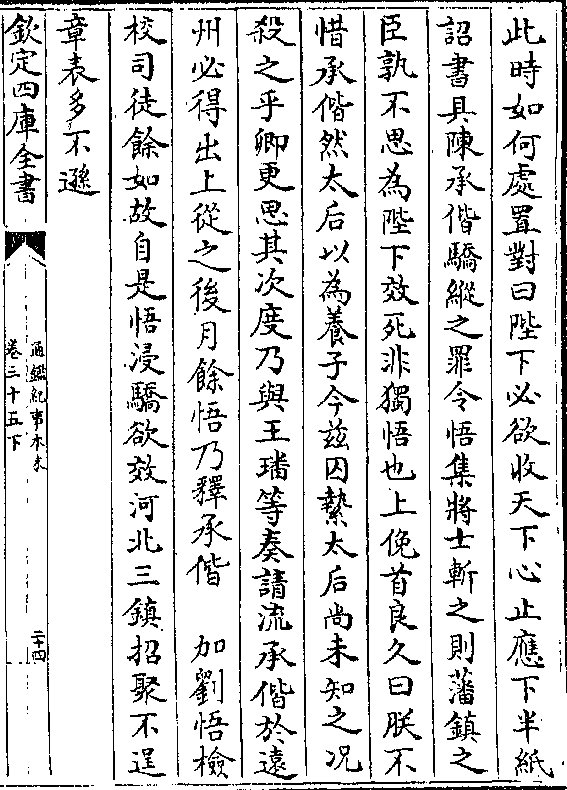 此時如何處置對曰陛下必欲收天下心止應下半紙
詔書具陳承偕驕縱之罪令悟集將士斬之則藩鎮之
臣孰不思為陛下效死非獨悟也上俛首良久曰朕不
惜承偕然太后以為養子今兹囚縶太后尚未知之况
殺之乎卿更思其次度乃與王璠等奏請流承偕於遠
州必得出上從之後月餘悟乃釋承偕　加劉悟檢
校司徒餘如故自是悟浸驕欲效河北三鎮招聚不逞
章表多不遜
欽定四庫全書
通鑑紀事本末
卷三十五下
二十四